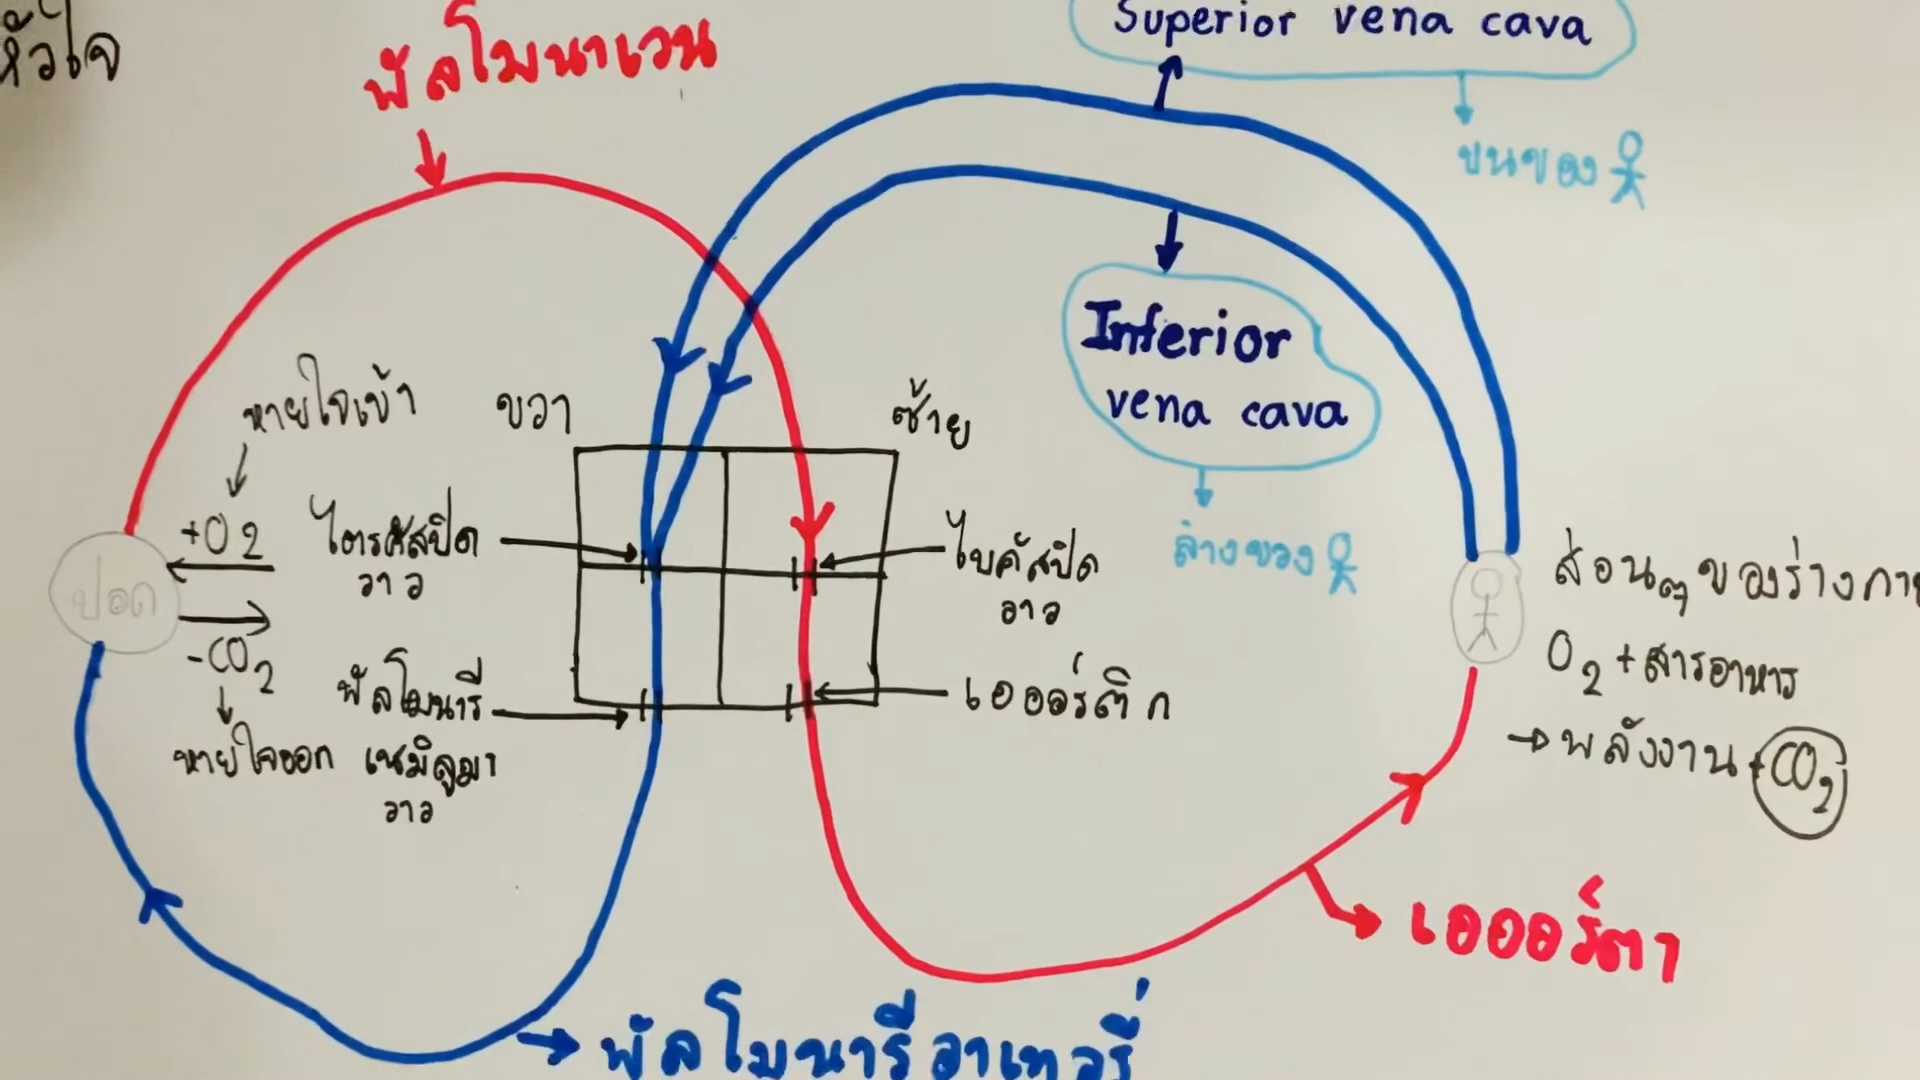 หัวใจ
พัลโมนาเวน
Superior vena cava
บนของ
Inferior
vena cava
ล่างของ
หายใจเข้า
ขวา
ซ้าย
+O2
ปอด
-CO2
หายใจออก
ไตรคัสปิด
วาว
ไบคัสปิด
วาว
พัลโมนารี
เซมิลูนา
วาว
เอออร์ติก
ส่วนๆ ของร่างกาย
O2 + สารอาหาร
→ พลังงาน + CO2
เอออร์ตา
พัลโมนารีอาเทอรี่